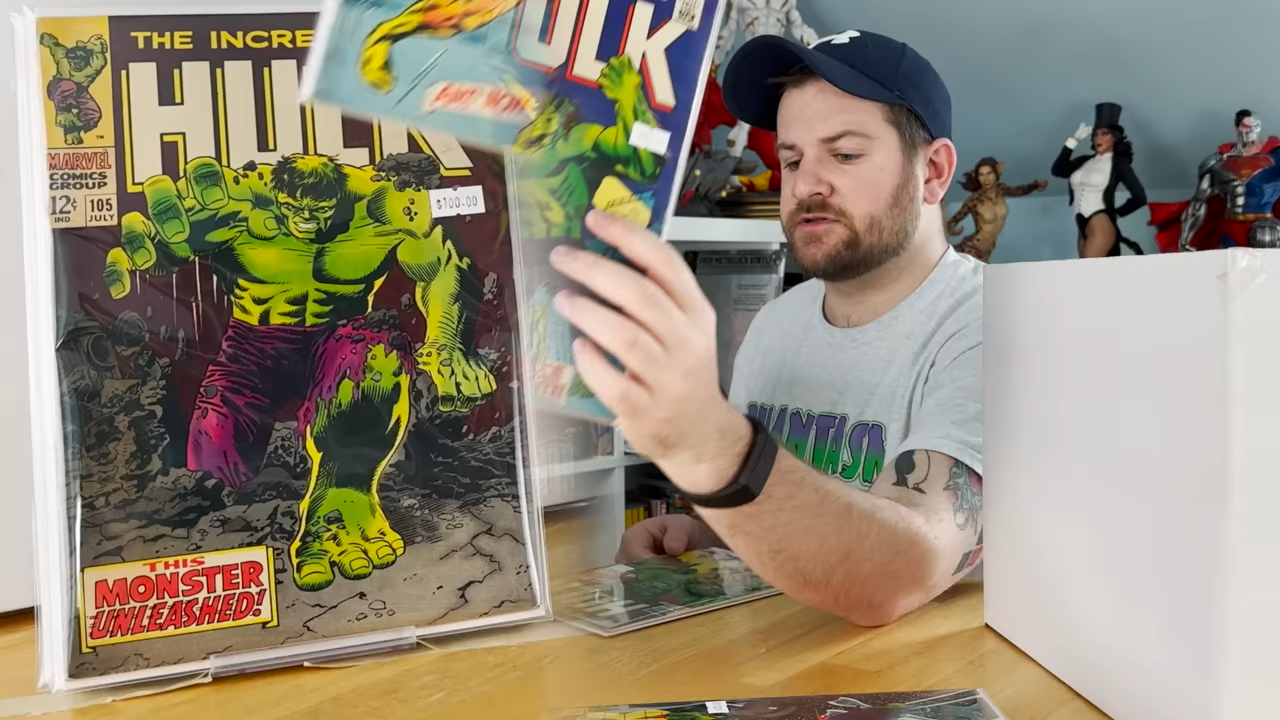 THE INCRE
HULK
MARVEL
COMICS
GROUP
12¢
IND.
105
JULY
$100.00
THIS
MONSTER
UNLEASHED!
ULK